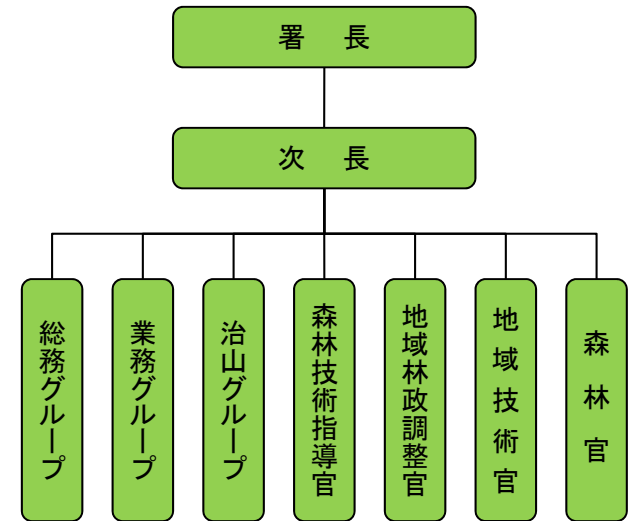 署　長
次　長
総務グループ
業務グループ
治山グループ
森林技術指導官
地域林政調整官
地域技術官
森林官